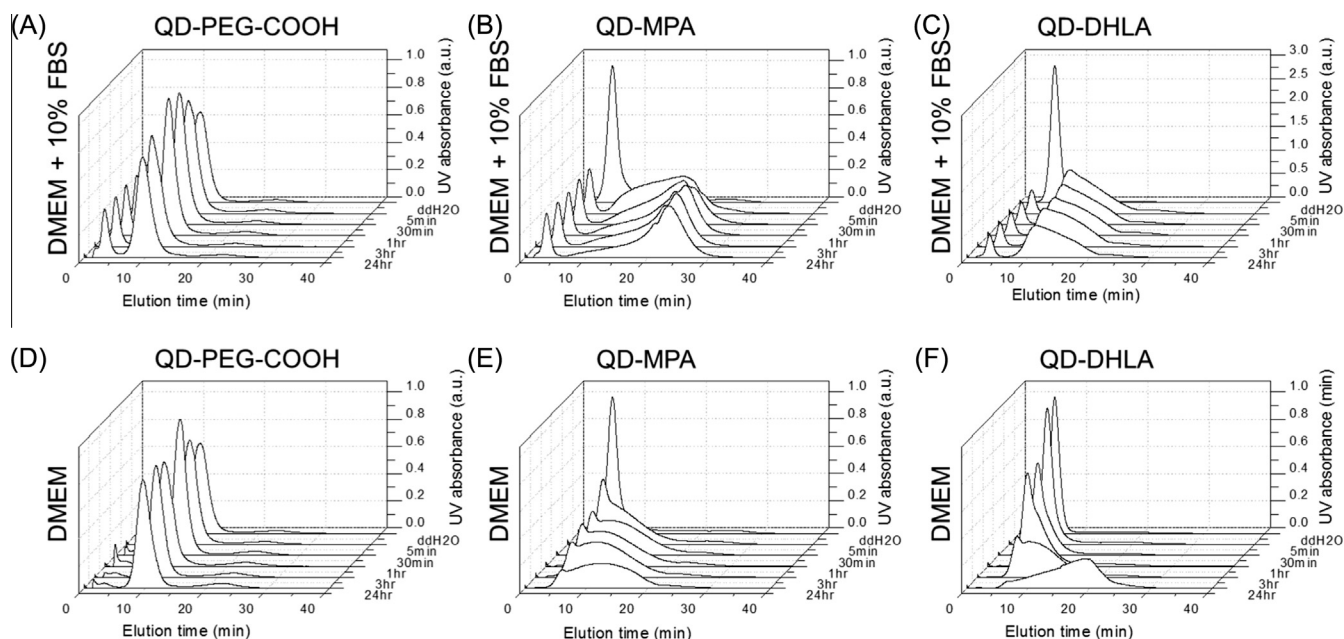 (A) QD-PEG-COOH
DMEM + 10% FBS
1.0
0.8
0.6
0.4
0.2
0.0
UV absorbance (a.u.)
ddH2O
5min
30min
1hr
3hr
24hr
0 10 20 30 40
Elution time (min)
(B) QD-MPA
DMEM + 10% FBS
1.0
0.8
0.6
0.4
0.2
0.0
UV absorbance (a.u.)
ddH2O
5min
30min
1hr
3hr
24hr
0 10 20 30 40
Elution time (min)
(C) QD-DHLA
DMEM + 10% FBS
3.0
2.5
2.0
1.5
0.5
0.0
UV absorbance (a.u.)
ddH2O
5min
30min
1hr
3hr
24hr
0 10 20 30 40
Elution time (min)
(D) QD-PEG-COOH
DMEM
1.0
0.8
0.6
0.4
0.2
0.0
UV absorbance (a.u.)
ddH2O
5min
30min
1hr
3hr
24hr
0 10 20 30 40
Elution time (min)
(E) QD-MPA
DMEM
1.0
0.8
0.6
0.4
0.2
0.0
UV absorbance (a.u.)
ddH2O
5min
30min
1hr
3hr
24hr
0 10 20 30 40
Elution time (min)
(F) QD-DHLA
DMEM
1.0
0.8
0.6
0.4
0.2
0.0
UV absorbance (min)
ddH2O
5min
30min
1hr
3hr
24hr
0 10 20 30 40
Elution time (min)